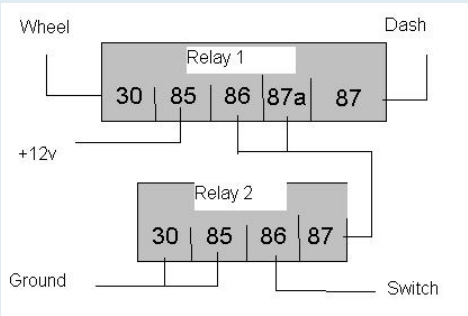 Wheel
Dash
Relay 1
30 85 86 87a 87
+12v
Relay 2
30 85 86 87
Ground
Switch